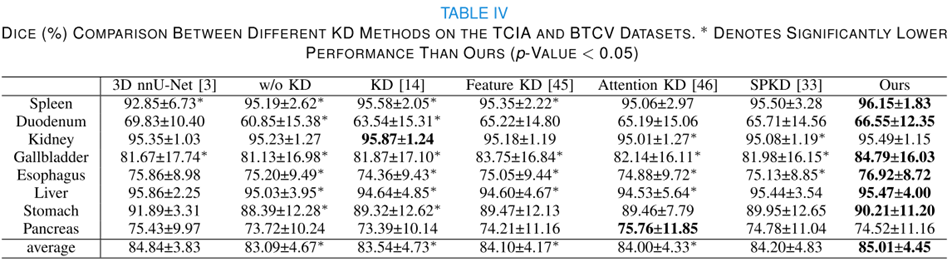 TABLE IV
DICE (%) COMPARISON BETWEEN DIFFERENT KD METHODS ON THE TCIA AND BTCV DATASETS. * DENOTES SIGNIFICANTLY LOWER
PERFORMANCE THAN OURS (p-VALUE < 0.05)
3D nnU-Net [3] w/o KD KD [14] Feature KD [45] Attention KD [46] SPKD [33] Ours
Spleen 92.85±6.73* 95.19±2.62* 95.58±2.05* 95.35±2.22* 95.06±2.97 95.50±3.28 96.15±1.83
Duodenum 69.83±10.40 60.85±15.38* 63.54±15.31* 65.22±14.80 65.19±15.06 65.71±14.56 66.55±12.35
Kidney 95.35±1.03 95.23±1.27 95.87±1.24 95.18±1.19 95.01±1.27* 95.08±1.19* 95.49±1.15
Gallbladder 81.67±17.74* 81.13±16.98* 81.87±17.10* 83.75±16.84* 82.14±16.11* 81.98±16.15* 84.79±16.03
Esophagus 75.86±8.98 75.20±9.49* 74.36±9.43* 75.05±9.44* 74.88±9.72* 75.13±8.85* 76.92±8.72
Liver 95.86±2.25 95.03±3.95* 94.64±4.85* 94.60±4.67* 94.53±5.64* 95.44±3.54 95.47±4.00
Stomach 91.89±3.31 88.39±12.28* 89.32±12.62* 89.47±12.13 89.46±7.79 89.95±12.65 90.21±11.20
Pancreas 75.43±9.97 73.72±10.24 73.39±10.14 74.21±11.16 75.76±11.85 74.78±11.04 74.52±11.16
average 84.84±3.83 83.09±4.67* 83.54±4.73* 84.10±4.17* 84.00±4.33* 84.20±4.83 85.01±4.45